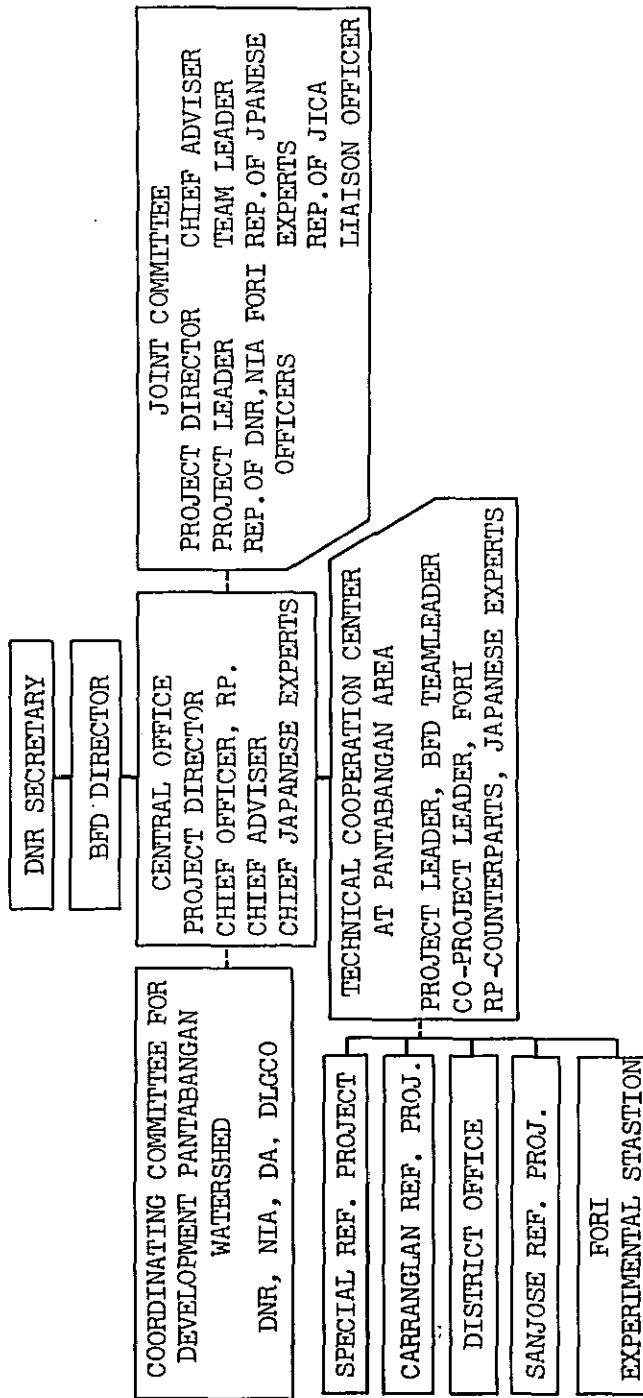 DNR SECRETARY
BFD DIRECTOR
COORDINATING COMMITTEE FOR
DEVELOPMENT PANTABANGAN
WATERSHED
DNR, NIA, DA, DLGCO
CENTRAL OFFICE
PROJECT DIRECTOR
CHIEF OFFICER, RP.
CHIEF ADVISER
CHIEF JAPANESE EXPERTS
JOINT COMMITTEE
PROJECT DIRECTOR CHIEF ADVISER
PROJECT LEADER TEAM LEADER
REP.OF DNR,NIA FORI REP.OF JPANESE
OFFICERS EXPERTS
REP.OF JICA
LIAISON OFFICER
TECHNICAL COOPERATION CENTER
AT PANTABANGAN AREA
PROJECT LEADER, BFD TEAMLEADER
CO-PROJECT LEADER, FORI
RP-COUNTERPARTS, JAPANESE EXPERTS
SPECIAL REF. PROJECT
CARRANGLAN REF. PROJ.
DISTRICT OFFICE
SANJOSE REF. PROJ.
FORI
EXPERIMENTAL STASTION